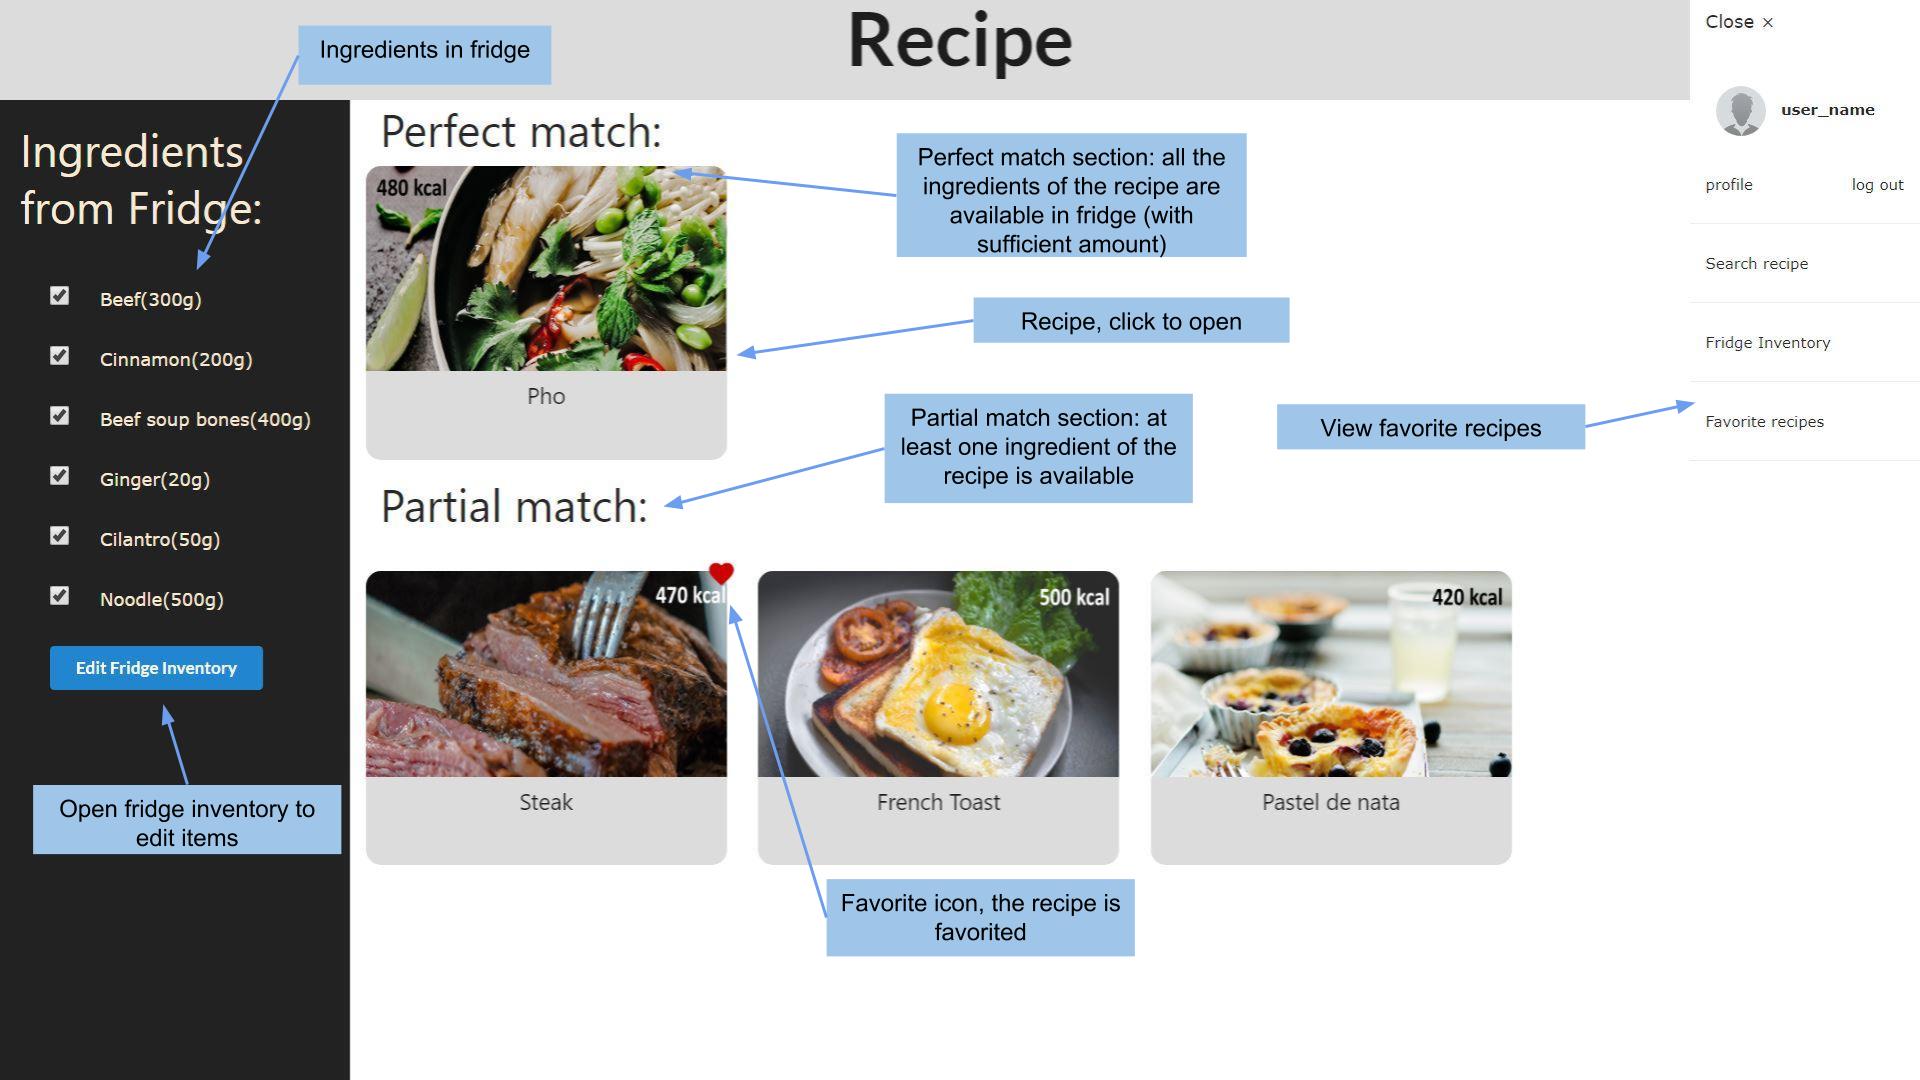 Recipe
Ingredients in fridge
Close ×
user_name
profile
log out
Search recipe
Fridge Inventory
Favorite recipes
Ingredients
from Fridge:
Beef(300g)
Cinnamon(200g)
Beef soup bones(400g)
Ginger(20g)
Cilantro(50g)
Noodle(500g)
Edit Fridge Inventory
Open fridge inventory to
edit items
Perfect match:
480 kcal
Pho
Perfect match section: all the
ingredients of the recipe are
available in fridge (with
sufficient amount)
Recipe, click to open
Partial match section: at
least one ingredient of the
recipe is available
View favorite recipes
Partial match:
470 kcal
Steak
500 kcal
French Toast
420 kcal
Pastel de nata
Favorite icon, the recipe is
favorited